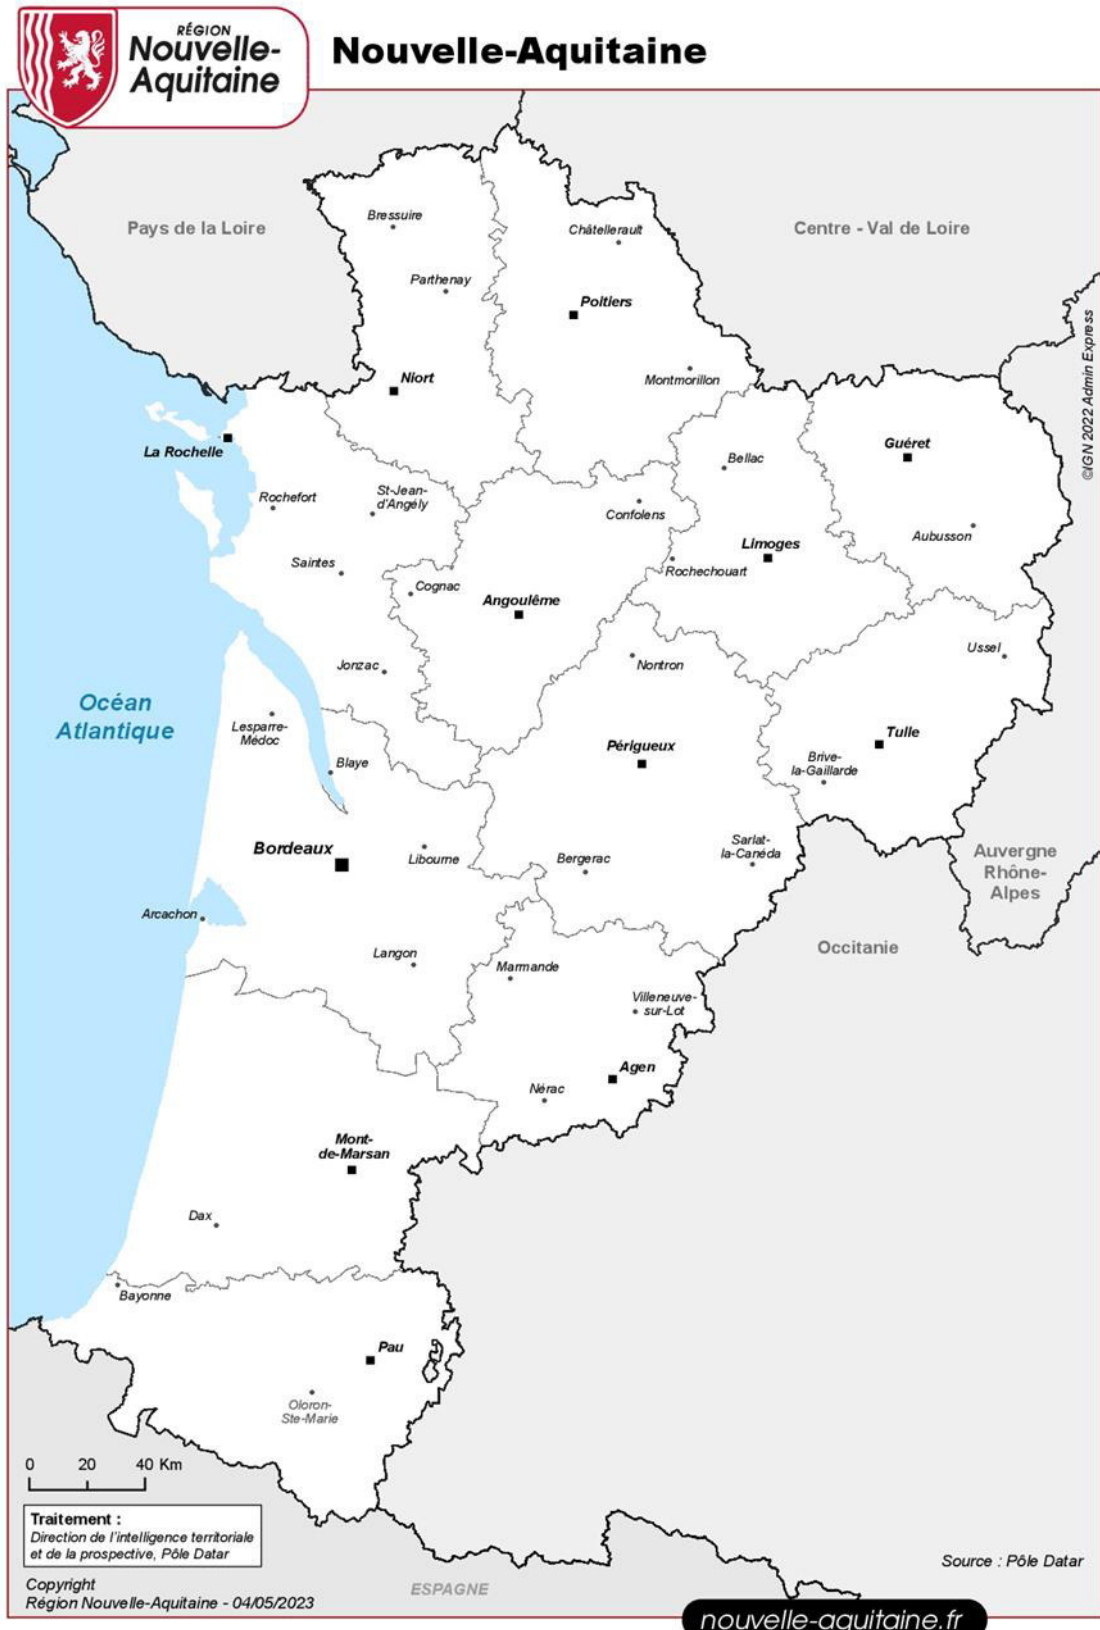 RÉGION
Nouvelle-
Aquitaine
Nouvelle-Aquitaine
Pays de la Loire
Centre - Val de Loire
Bressuire
Châtellerault
Parthenay
Poitiers
©IGN 2022 Admin Express
Niort
Montmorillon
La Rochelle
Guéret
Bellac
Rochefort
St-Jean-
d'Angély
Confolens
Aubusson
Limoges
Saintes
Rochechouart
Cognac
Angoulême
Jonzac
Nontron
Ussel
Océan
Atlantique
Lesparre-
Médoc
Tulle
Périgueux
Blaye
Brive-
la-Gaillarde
Bordeaux
Libourne
Bergerac
Sarlat-
la-Canéda
Auvergne
Rhône-
Alpes
Arcachon
Occitanie
Langon
Marmande
Villeneuve-
sur-Lot
Agen
Nérac
Mont-
de-Marsan
Dax
Bayonne
Pau
Oloron-
Ste-Marie
0 20 40 Km
Traitement :
Direction de l'intelligence territoriale
et de la prospective, Pôle Datar
Source : Pôle Datar
Copyright
Région Nouvelle-Aquitaine - 04/05/2023
ESPAGNE
nouvelle-aquitaine.fr